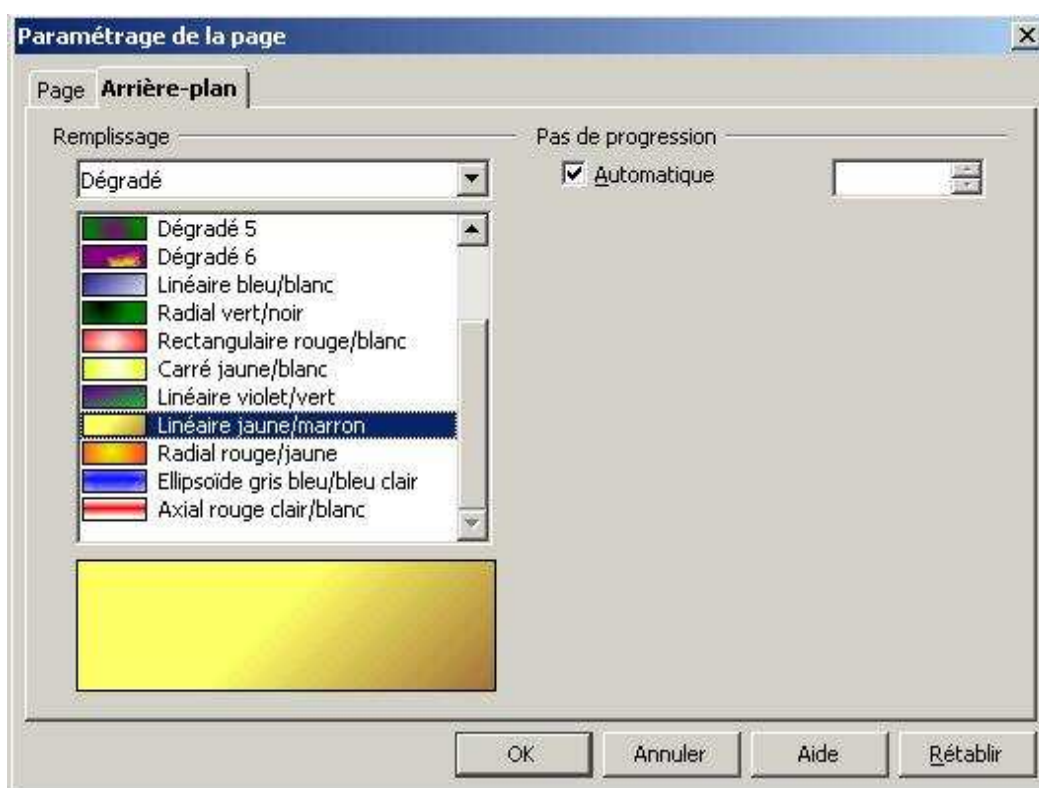 Paramétrage de la page
Page Arrière-plan
Remplissage
Pas de progression
Dégradé
Automatique
Dégradé 5
Dégradé 6
Linéaire bleu/blanc
Radial vert/noir
Rectangulaire rouge/blanc
Carré jaune/blanc
Linéaire violet/vert
Linéaire jaune/marron
Radial rouge/jaune
Ellipsoïde gris bleu/bleu clair
Axial rouge clair/blanc
OK Annuler Aide Rétablir